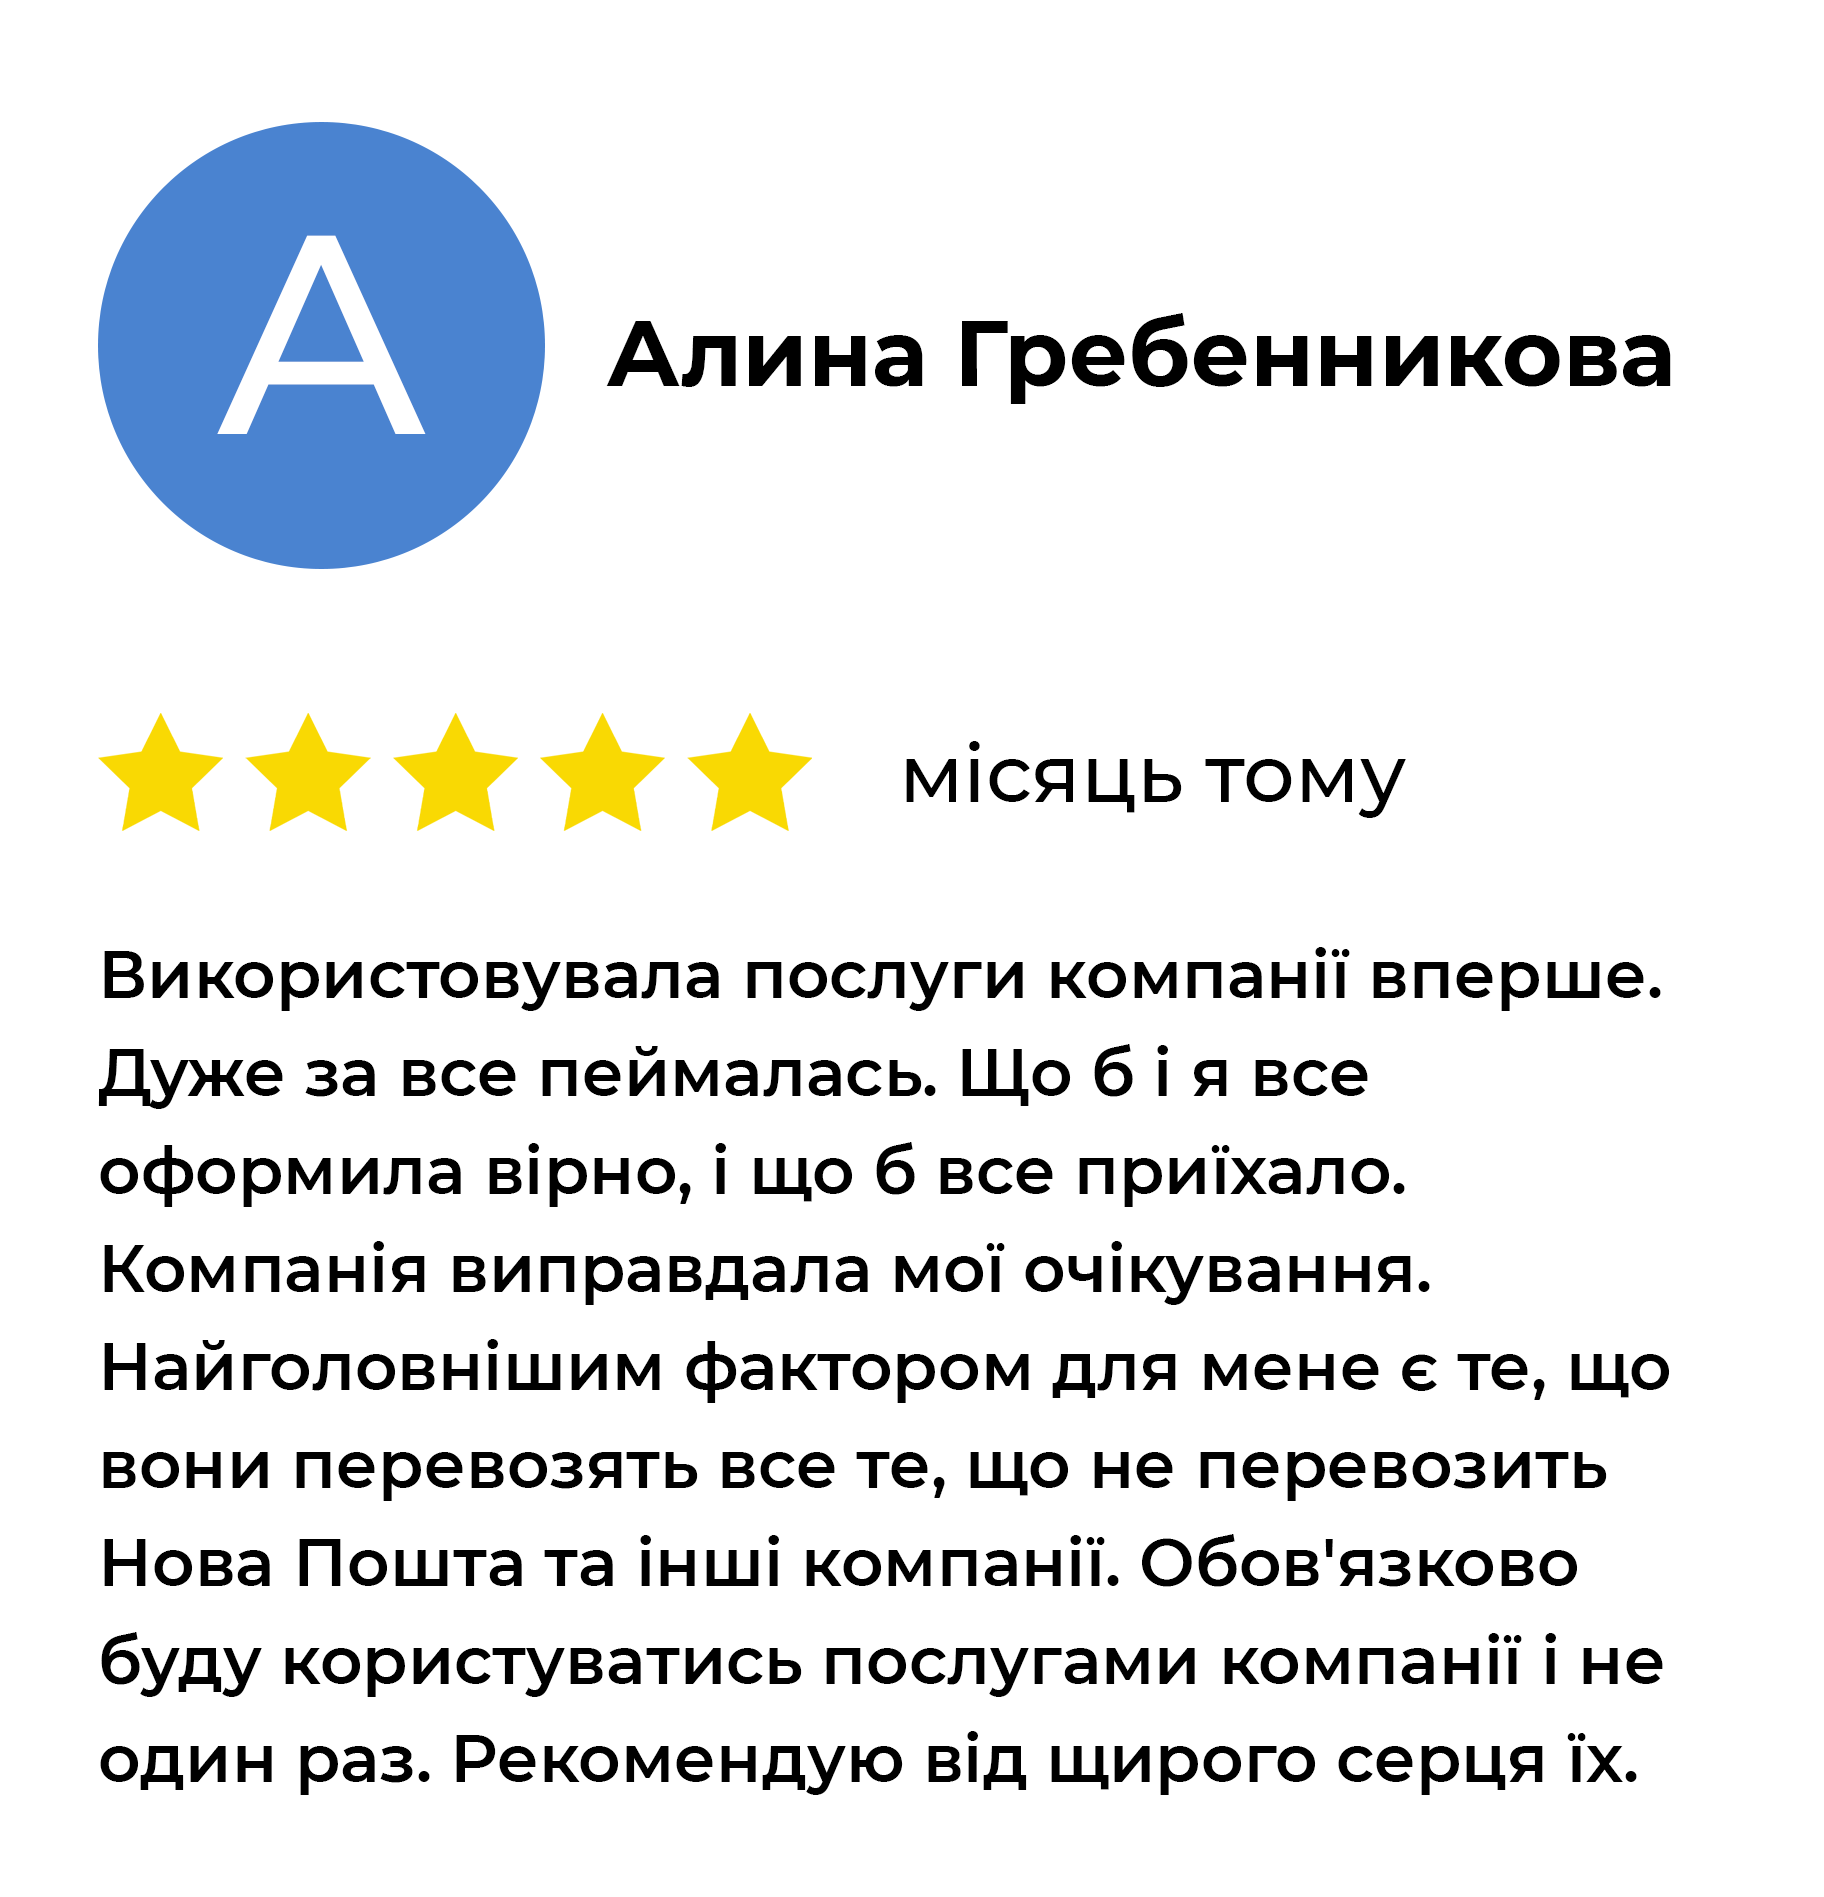 А
Алина Гребенникова
місяць тому
Використовувала послуги компанії вперше.
Дуже за все пеймалась. Що б і я все
оформила вірно, і що б все приїхало.
Компанія виправдала мої очікування.
Найголовнішим фактором для мене є те, що
вони перевозять все те, що не перевозить
Нова Пошта та інші компанії. Обов'язково
буду користуватись послугами компанії і не
один раз. Рекомендую від щирого серця їх.